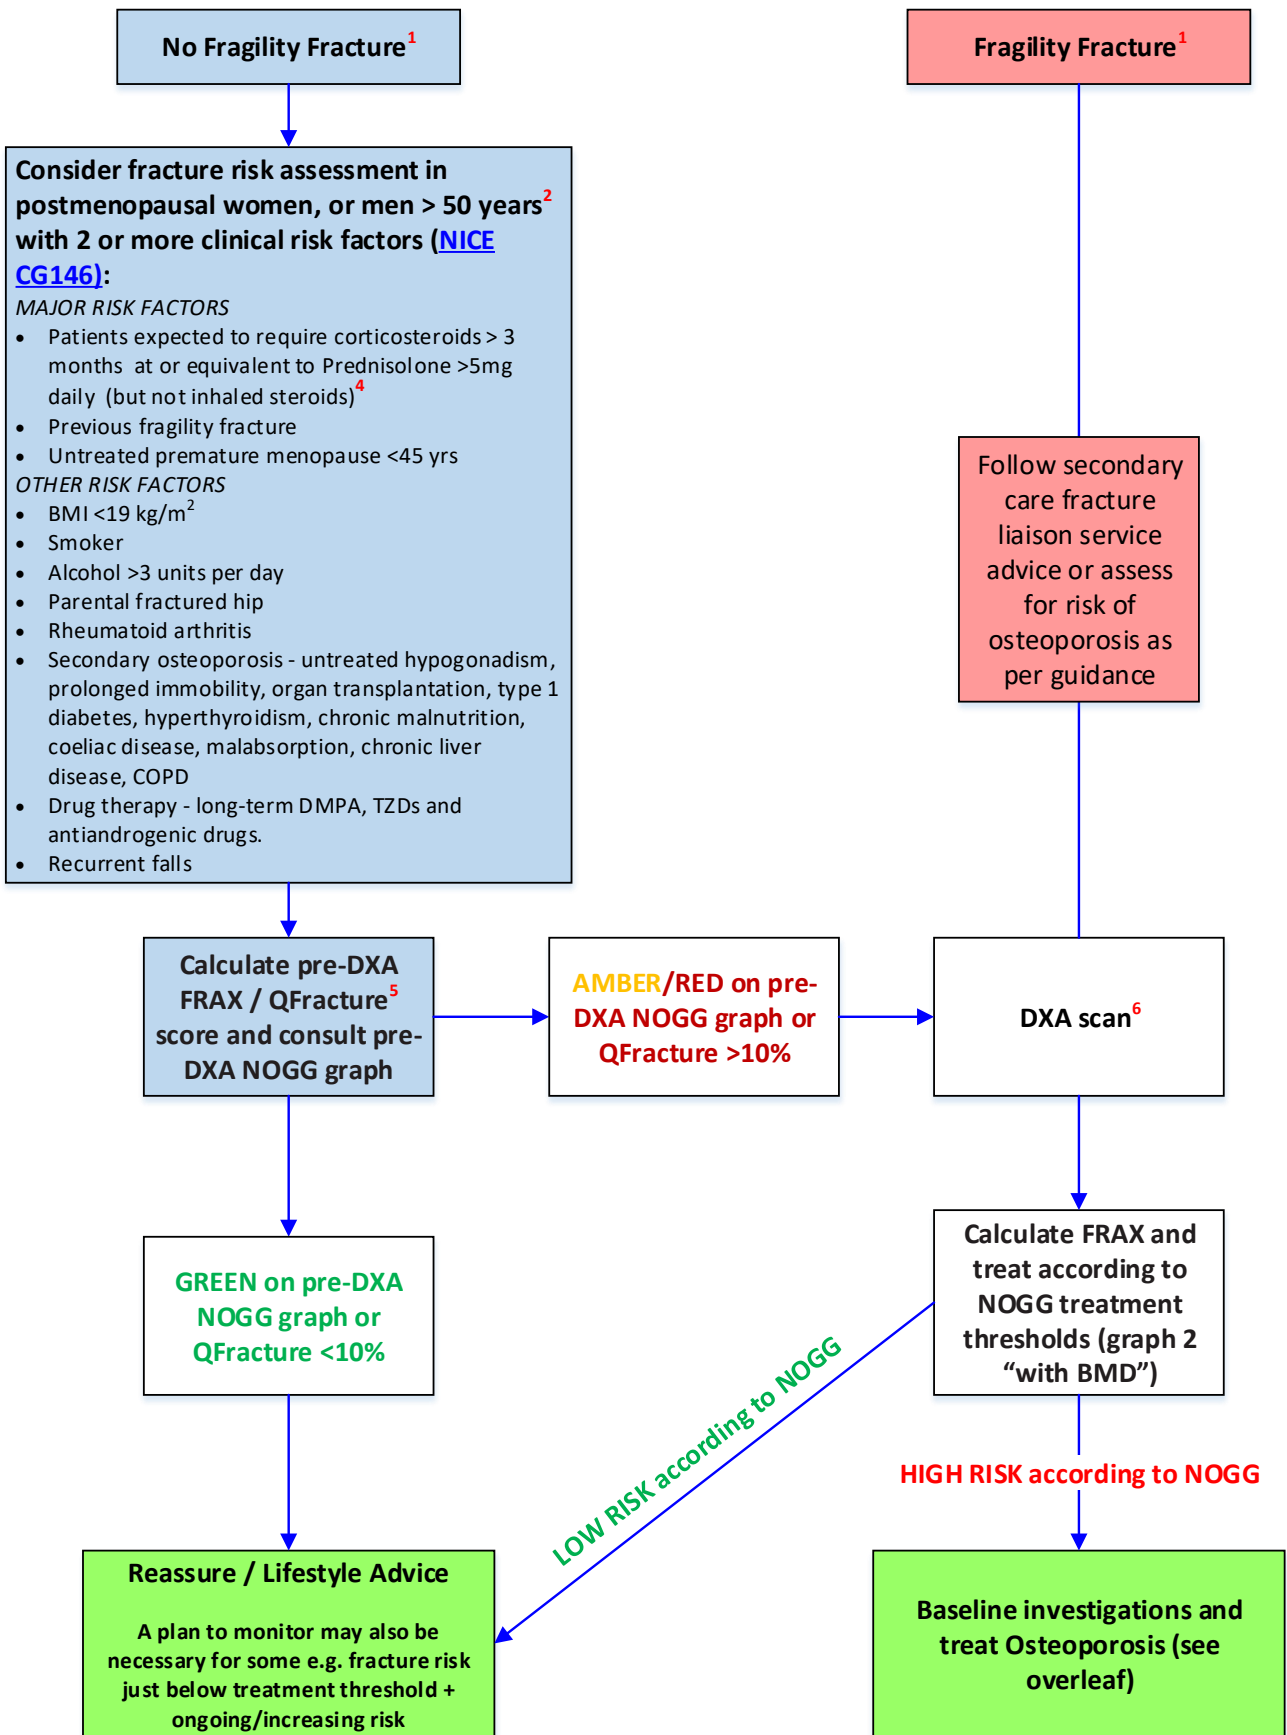 No Fragility Fracture1
Fragility Fracture1
Consider fracture risk assessment in
postmenopausal women, or men > 50 years2
with 2 or more clinical risk factors (NICE
CG146):
MAJOR RISK FACTORS
• Patients expected to require corticosteroids > 3
months at or equivalent to Prednisolone >5mg
daily (but not inhaled steroids)4
• Previous fragility fracture
• Untreated premature menopause <45 yrs
OTHER RISK FACTORS
• BMI <19 kg/m2
• Smoker
• Alcohol >3 units per day
• Parental fractured hip
• Rheumatoid arthritis
• Secondary osteoporosis - untreated hypogonadism,
prolonged immobility, organ transplantation, type 1
diabetes, hyperthyroidism, chronic malnutrition,
coeliac disease, malabsorption, chronic liver
disease, COPD
• Drug therapy - long-term DMPA, TZDs and
antiandrogenic drugs.
• Recurrent falls
Follow secondary
care fracture
liaison service
advice or assess
for risk of
osteoporosis as
per guidance
Calculate pre-DXA
FRAX / QFracture5
score and consult pre-
DXA NOGG graph
AMBER/RED on pre-
DXA NOGG graph or
QFracture >10%
DXA scan6
GREEN on pre-DXA
NOGG graph or
QFracture <10%
Calculate FRAX and
treat according to
NOGG treatment
thresholds (graph 2
“with BMD”)
LOW RISK according to NOGG
HIGH RISK according to NOGG
Reassure / Lifestyle Advice
A plan to monitor may also be
necessary for some e.g. fracture risk
just below treatment threshold +
ongoing/increasing risk
Baseline investigations and
treat Osteoporosis (see
overleaf)